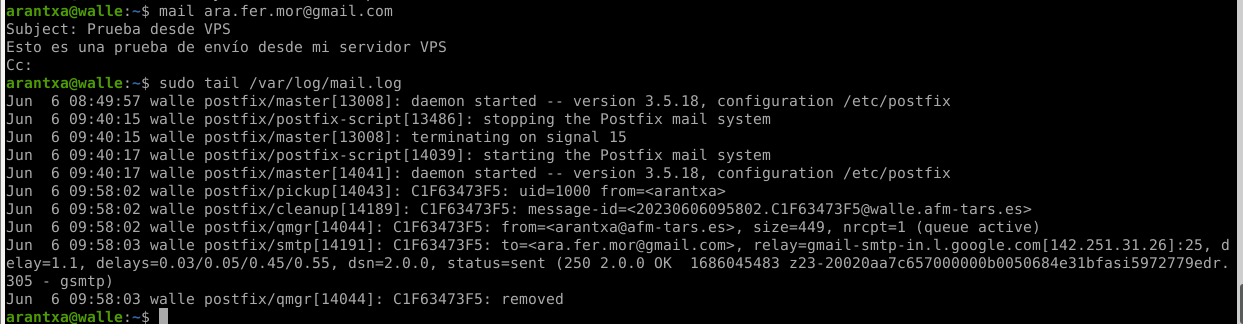 arantxa@walle:~$ mail ara.fer.mor@gmail.com
Subject: Prueba desde VPS
Esto es una prueba de envío desde mi servidor VPS
Cc:
arantxa@walle:~$ sudo tail /var/log/mail.log
Jun  6 08:49:57 walle postfix/master[13008]: daemon started -- version 3.5.18, configuration /etc/postfix
Jun  6 09:40:15 walle postfix/postfix-script[13486]: stopping the Postfix mail system
Jun  6 09:40:15 walle postfix/master[13008]: terminating on signal 15
Jun  6 09:40:17 walle postfix/postfix-script[14039]: starting the Postfix mail system
Jun  6 09:40:17 walle postfix/master[14041]: daemon started -- version 3.5.18, configuration /etc/postfix
Jun  6 09:58:02 walle postfix/pickup[14043]: C1F63473F5: uid=1000 from=<arantxa>
Jun  6 09:58:02 walle postfix/cleanup[14189]: C1F63473F5: message-id=<20230606095802.C1F63473F5@walle.afm-tars.es>
Jun  6 09:58:02 walle postfix/qmgr[14044]: C1F63473F5: from=<arantxa@afm-tars.es>, size=449, nrcpt=1 (queue active)
Jun  6 09:58:03 walle postfix/smtp[14191]: C1F63473F5: to=<ara.fer.mor@gmail.com>, relay=gmail-smtp-in.l.google.com[142.251.31.26]:25, d
elay=1.1, delays=0.03/0.05/0.45/0.55, dsn=2.0.0, status=sent (250 2.0.0 OK  1686045483 z23-20020aa7c657000000b0050684e31bfasi5972779edr.
305 - gsmtp)
Jun  6 09:58:03 walle postfix/qmgr[14044]: C1F63473F5: removed
arantxa@walle:~$